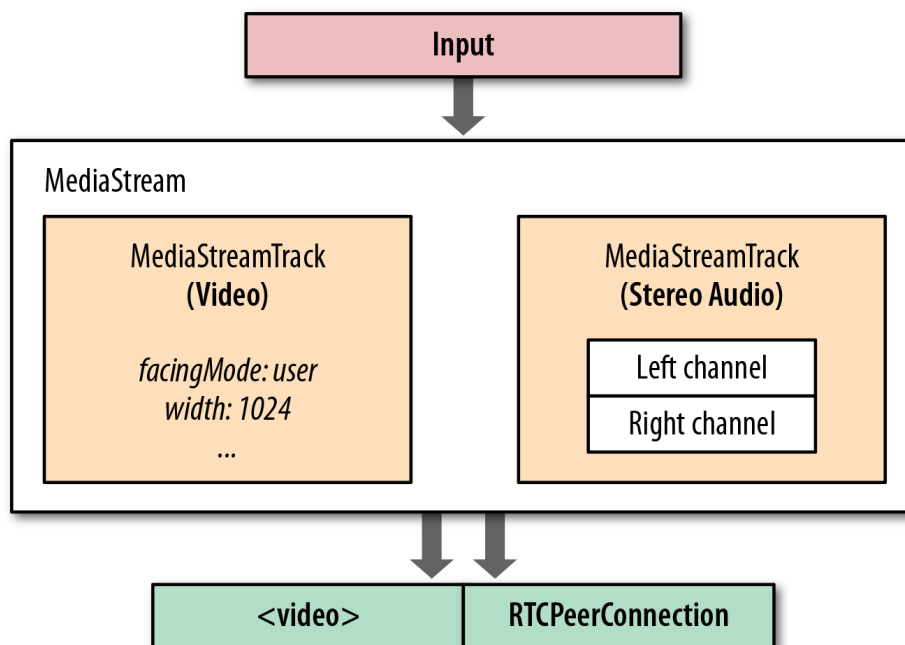 Input
MediaStream
MediaStreamTrack
(Video)
facingMode: user
width: 1024
...
MediaStreamTrack
(Stereo Audio)
Left channel
Right channel
<video>
RTCPeerConnection